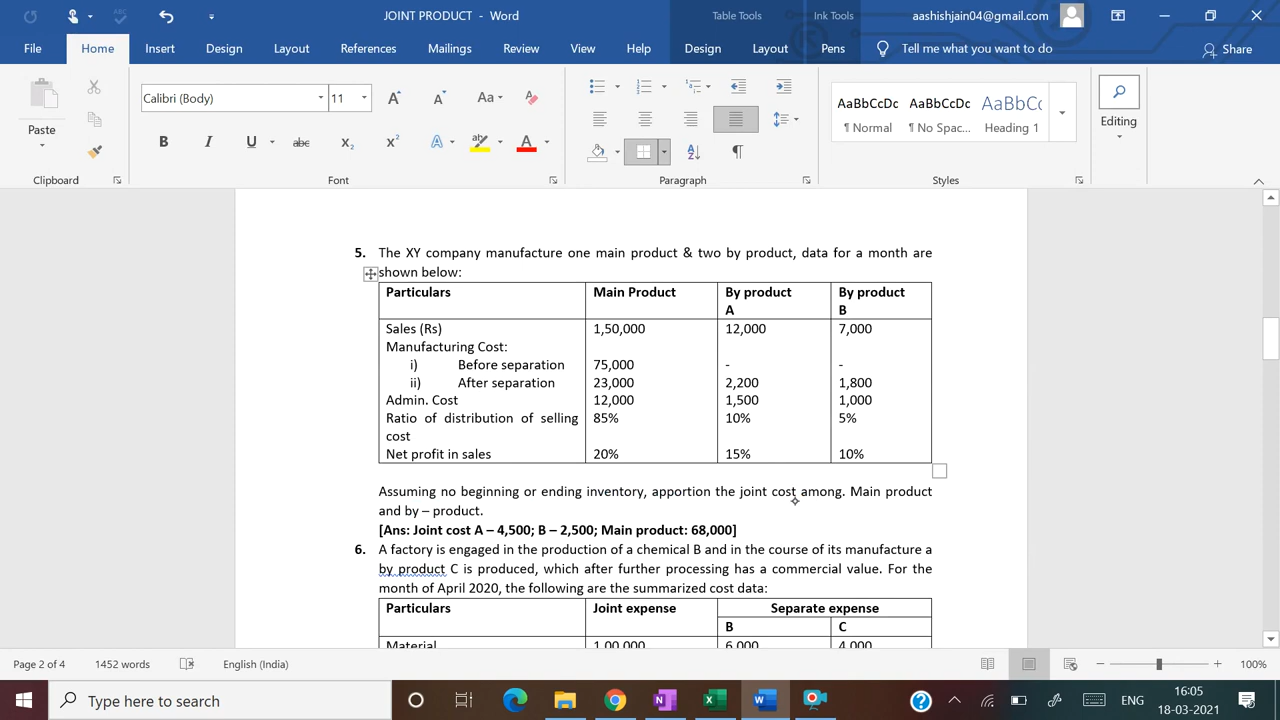 JOINT PRODUCT - Word
Table Tools
Ink Tools
aashishjain04@gmail.com
File Home Insert Design Layout References Mailings Review View Help Design Layout Pens Tell me what you want to do Share
Paste
Clipboard
Calibri (Body) 11
Font
Paragraph
AaBbCcDc AaBbCcDc AaBbCc
¶ Normal ¶ No Spac... Heading 1
Styles
Editing
5. The XY company manufacture one main product & two by product, data for a month are
shown below:
Particulars Main Product By product A By product B
Sales (Rs) 1,50,000 12,000 7,000
Manufacturing Cost:
i) Before separation 75,000 - -
ii) After separation 23,000 2,200 1,800
Admin. Cost 12,000 1,500 1,000
Ratio of distribution of selling cost 85% 10% 5%
Net profit in sales 20% 15% 10%
Assuming no beginning or ending inventory, apportion the joint cost among. Main product
and by – product.
[Ans: Joint cost A – 4,500; B – 2,500; Main product: 68,000]
6. A factory is engaged in the production of a chemical B and in the course of its manufacture a
by product C is produced, which after further processing has a commercial value. For the
month of April 2020, the following are the summarized cost data:
Particulars Joint expense Separate expense
B C
Material 1,00,000 6,000 4,000
Page 2 of 4 1452 words English (India) 100%
Type here to search
ENG
16:05
18-03-2021